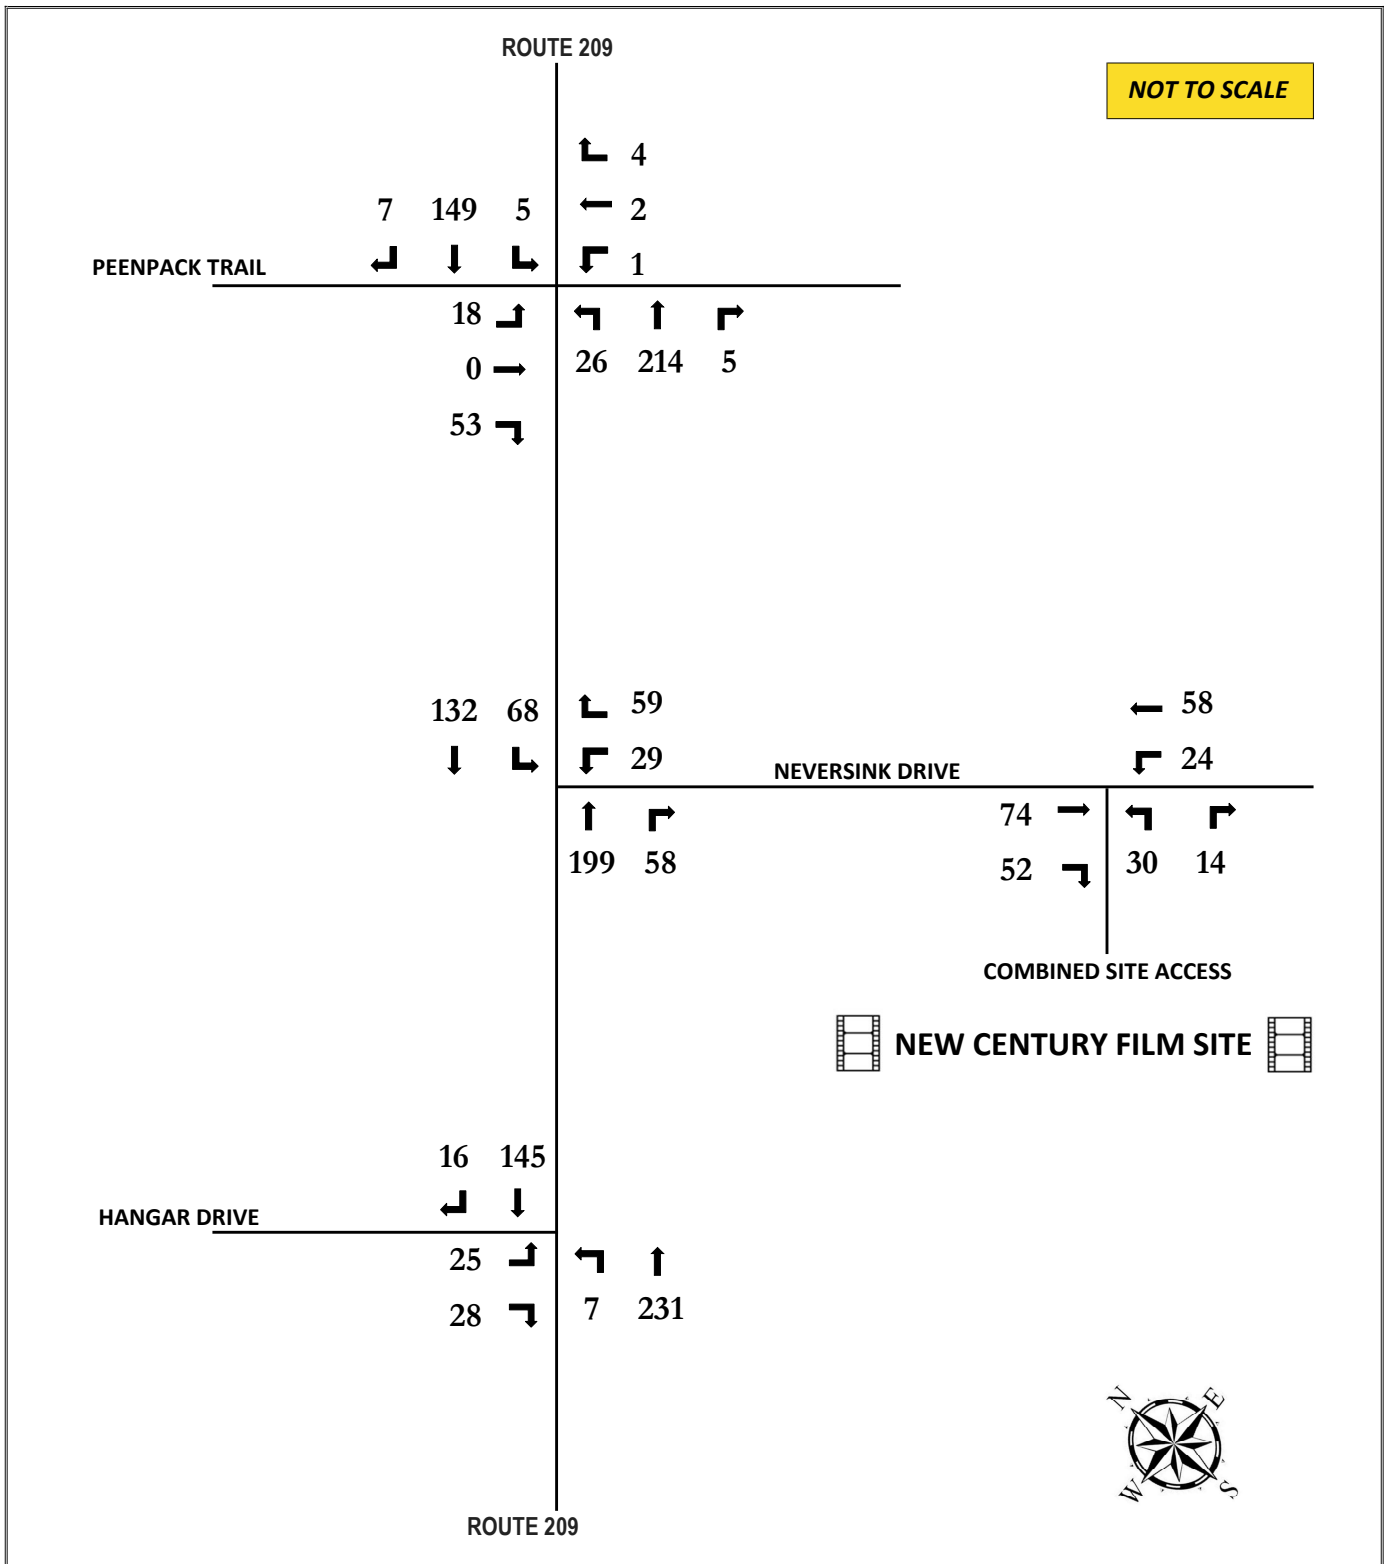 ROUTE 209
NOT TO SCALE
4
7 149 5 2
PEENPACK TRAIL 1
18
0 26 214 5
53
132 68 59 58
29 NEVERSINK DRIVE 24
74
199 58 52 30 14
COMBINED SITE ACCESS
NEW CENTURY FILM SITE
16 145
HANGAR DRIVE
25
28 7 231
N E
W S
ROUTE 209